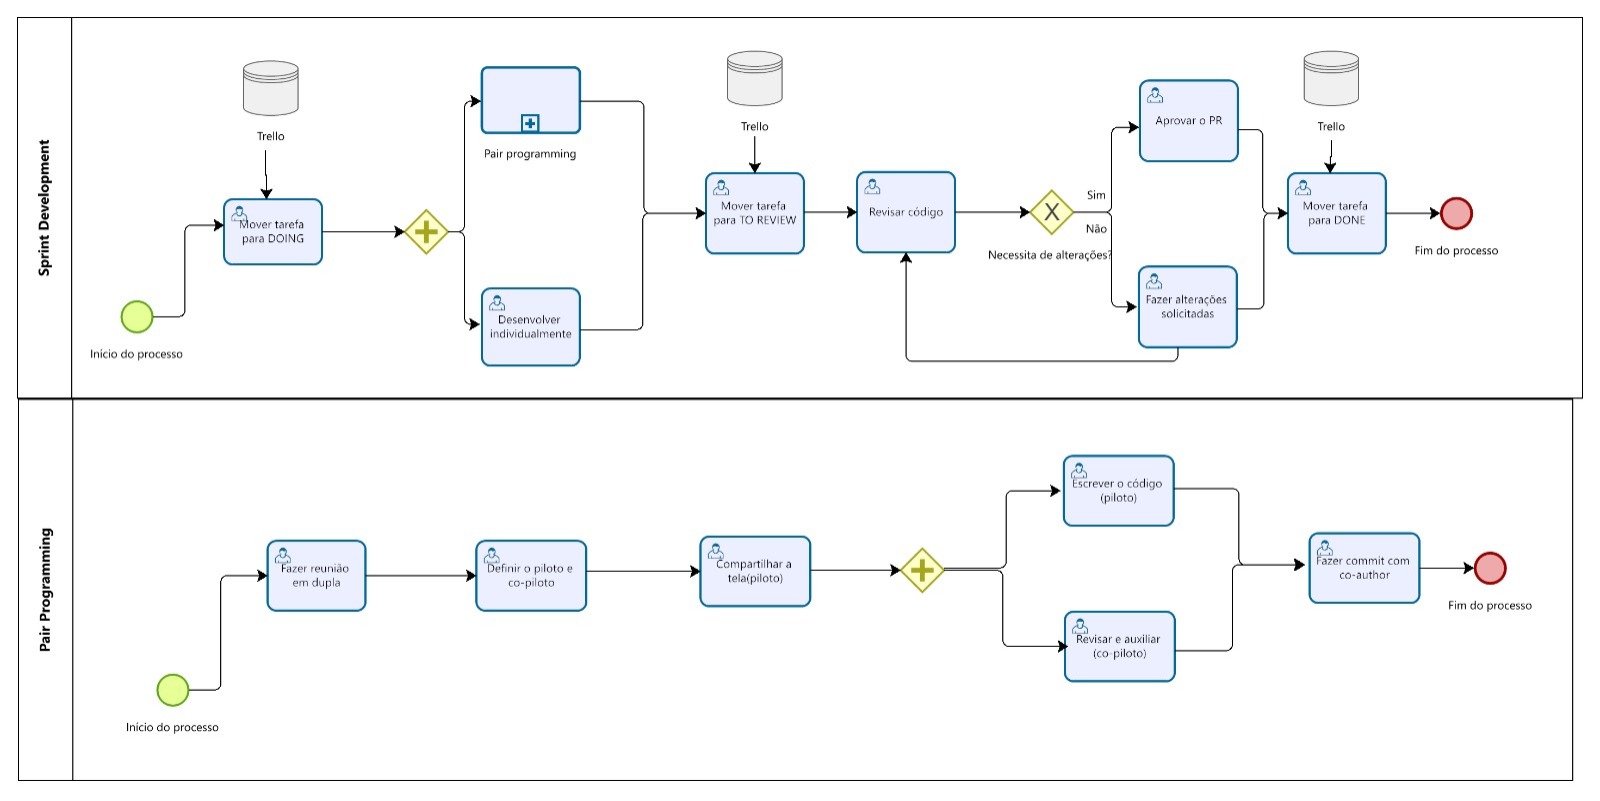 Sprint Development
Trello
Mover tarefa
para DOING
Início do processo
Pair programming
Desenvolver
individualmente
Trello
Mover tarefa
para TO REVIEW
Revisar código
Sim
Não
Necessita de alterações?
Aprovar o PR
Fazer alterações
solicitadas
Trello
Mover tarefa
para DONE
Fim do processo
Pair Programming
Início do processo
Fazer reunião
em dupla
Definir o piloto e
co-piloto
Compartilhar a
tela(piloto)
Escrever o código
(piloto)
Revisar e auxiliar
(co-piloto)
Fazer commit com
co-author
Fim do processo